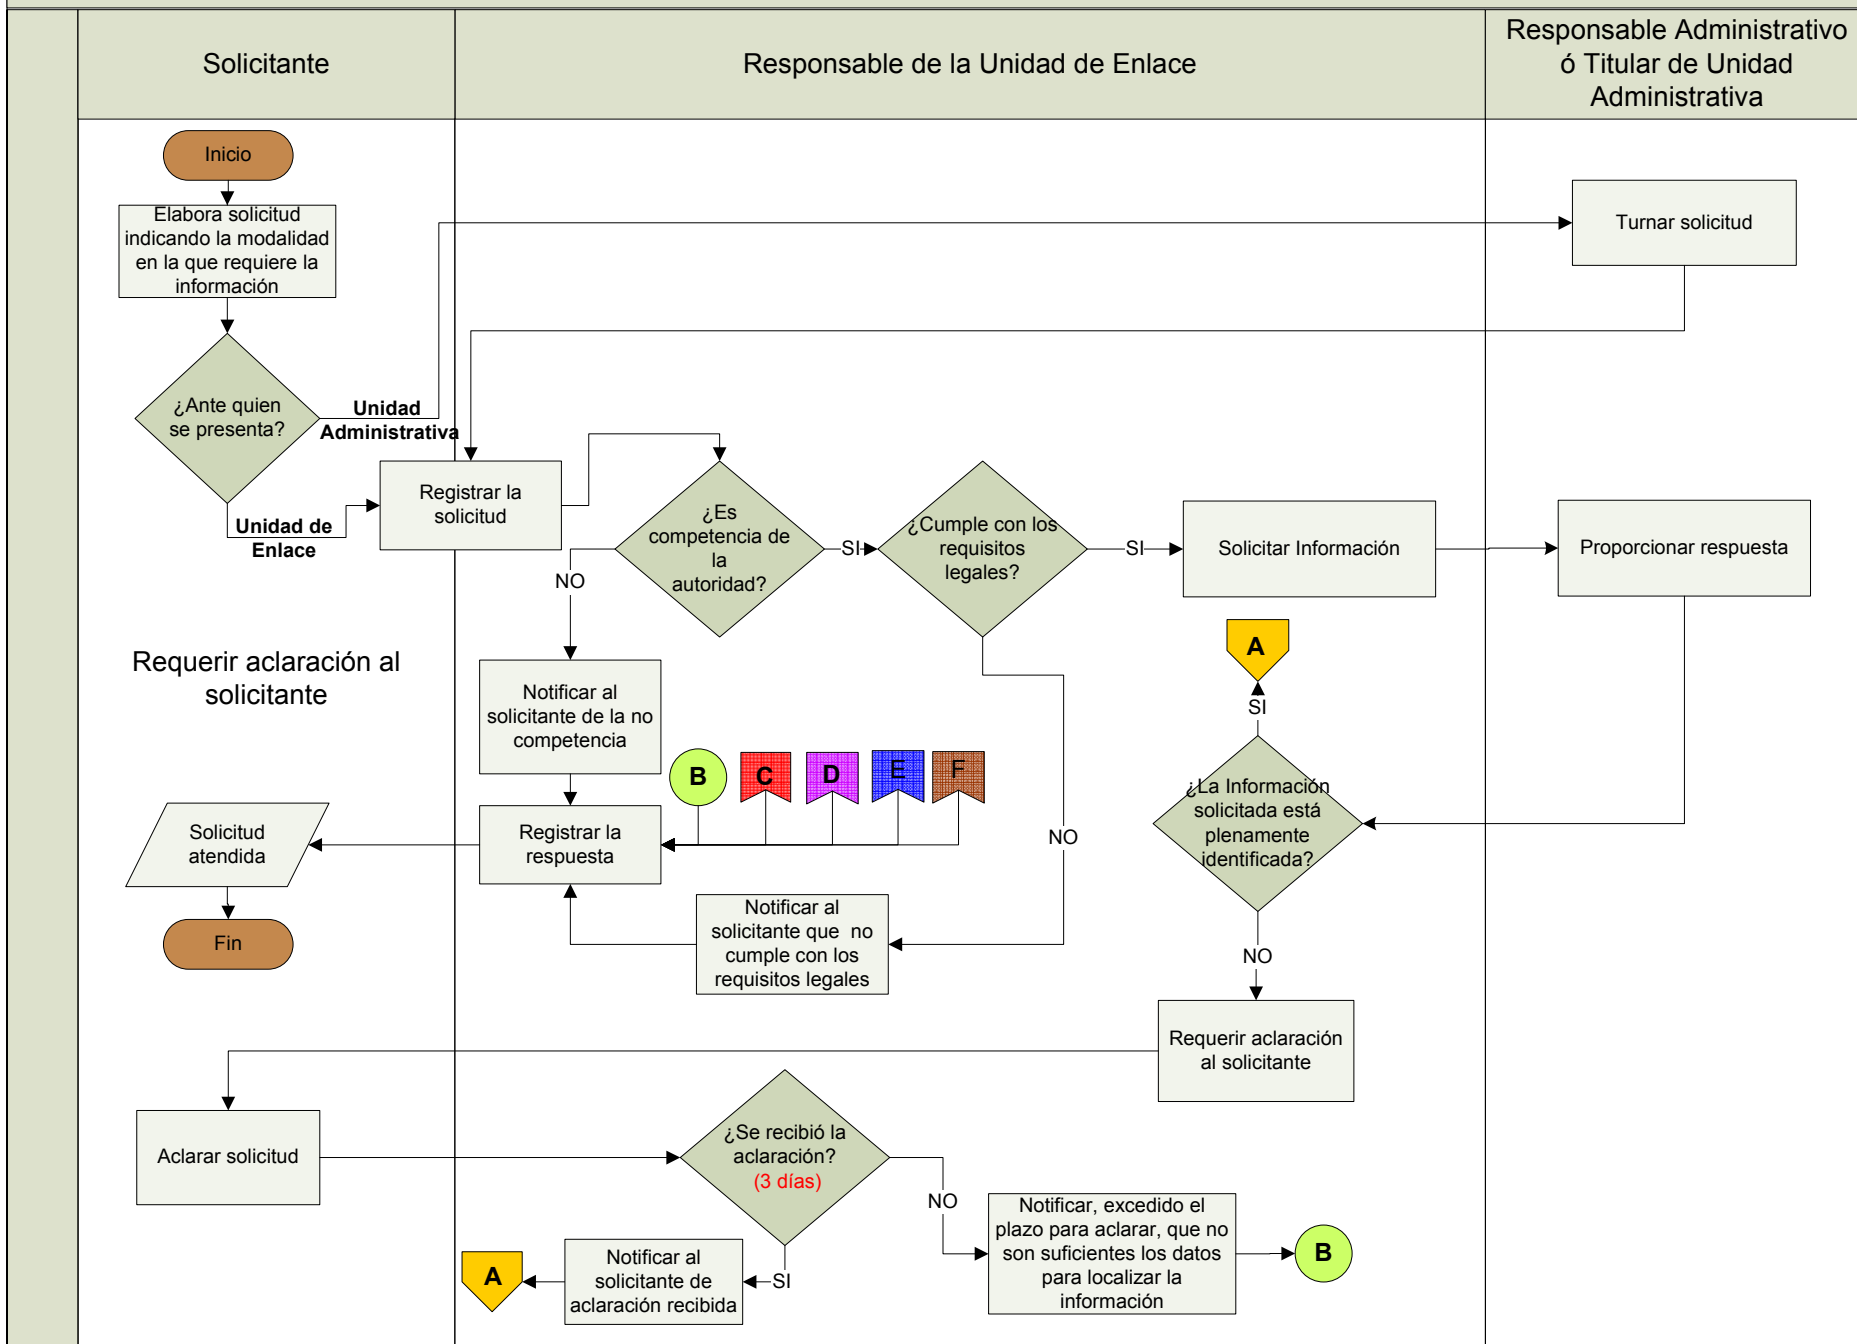 Solicitante
Responsable de la Unidad de Enlace
Responsable Administrativo
ó Titular de Unidad
Administrativa
Inicio
Elabora solicitud
indicando la modalidad
en la que requiere la
información
Turnar solicitud
¿Ante quien
se presenta?
Unidad
Administrativa
Unidad de
Enlace
Registrar la
solicitud
¿Es
competencia de
la
autoridad?
SI
NO
¿Cumple con los
requisitos
legales?
SI
NO
Solicitar Información
Proporcionar respuesta
Requerir aclaración al
solicitante
Notificar al
solicitante de la no
competencia
A
SI
¿La Información
solicitada está
plenamente
identificada?
NO
B
C
D
E
F
Solicitud
atendida
Registrar la
respuesta
Fin
Notificar al
solicitante que no
cumple con los
requisitos legales
Requerir aclaración
al solicitante
Aclarar solicitud
¿Se recibió la
aclaración?
(3 días)
NO
SI
Notificar, excedido el
plazo para aclarar, que no
son suficientes los datos
para localizar la
información
B
Notificar al
solicitante de
aclaración recibida
A